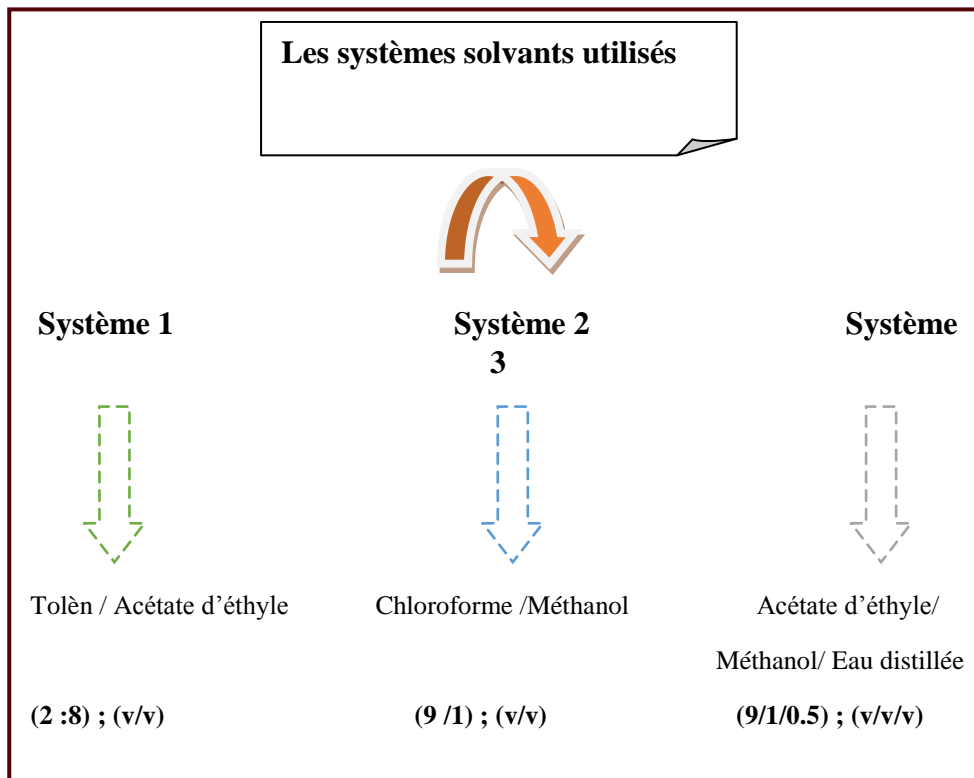 Les systèmes solvants utilisés
Système 1 Système 2 Système
3
Tolèn / Acétate d’éthyle Chloroforme /Méthanol Acétate d’éthyle/
Méthanol/ Eau distillée
(2 :8) ; (v/v) (9 /1) ; (v/v) (9/1/0.5) ; (v/v/v)